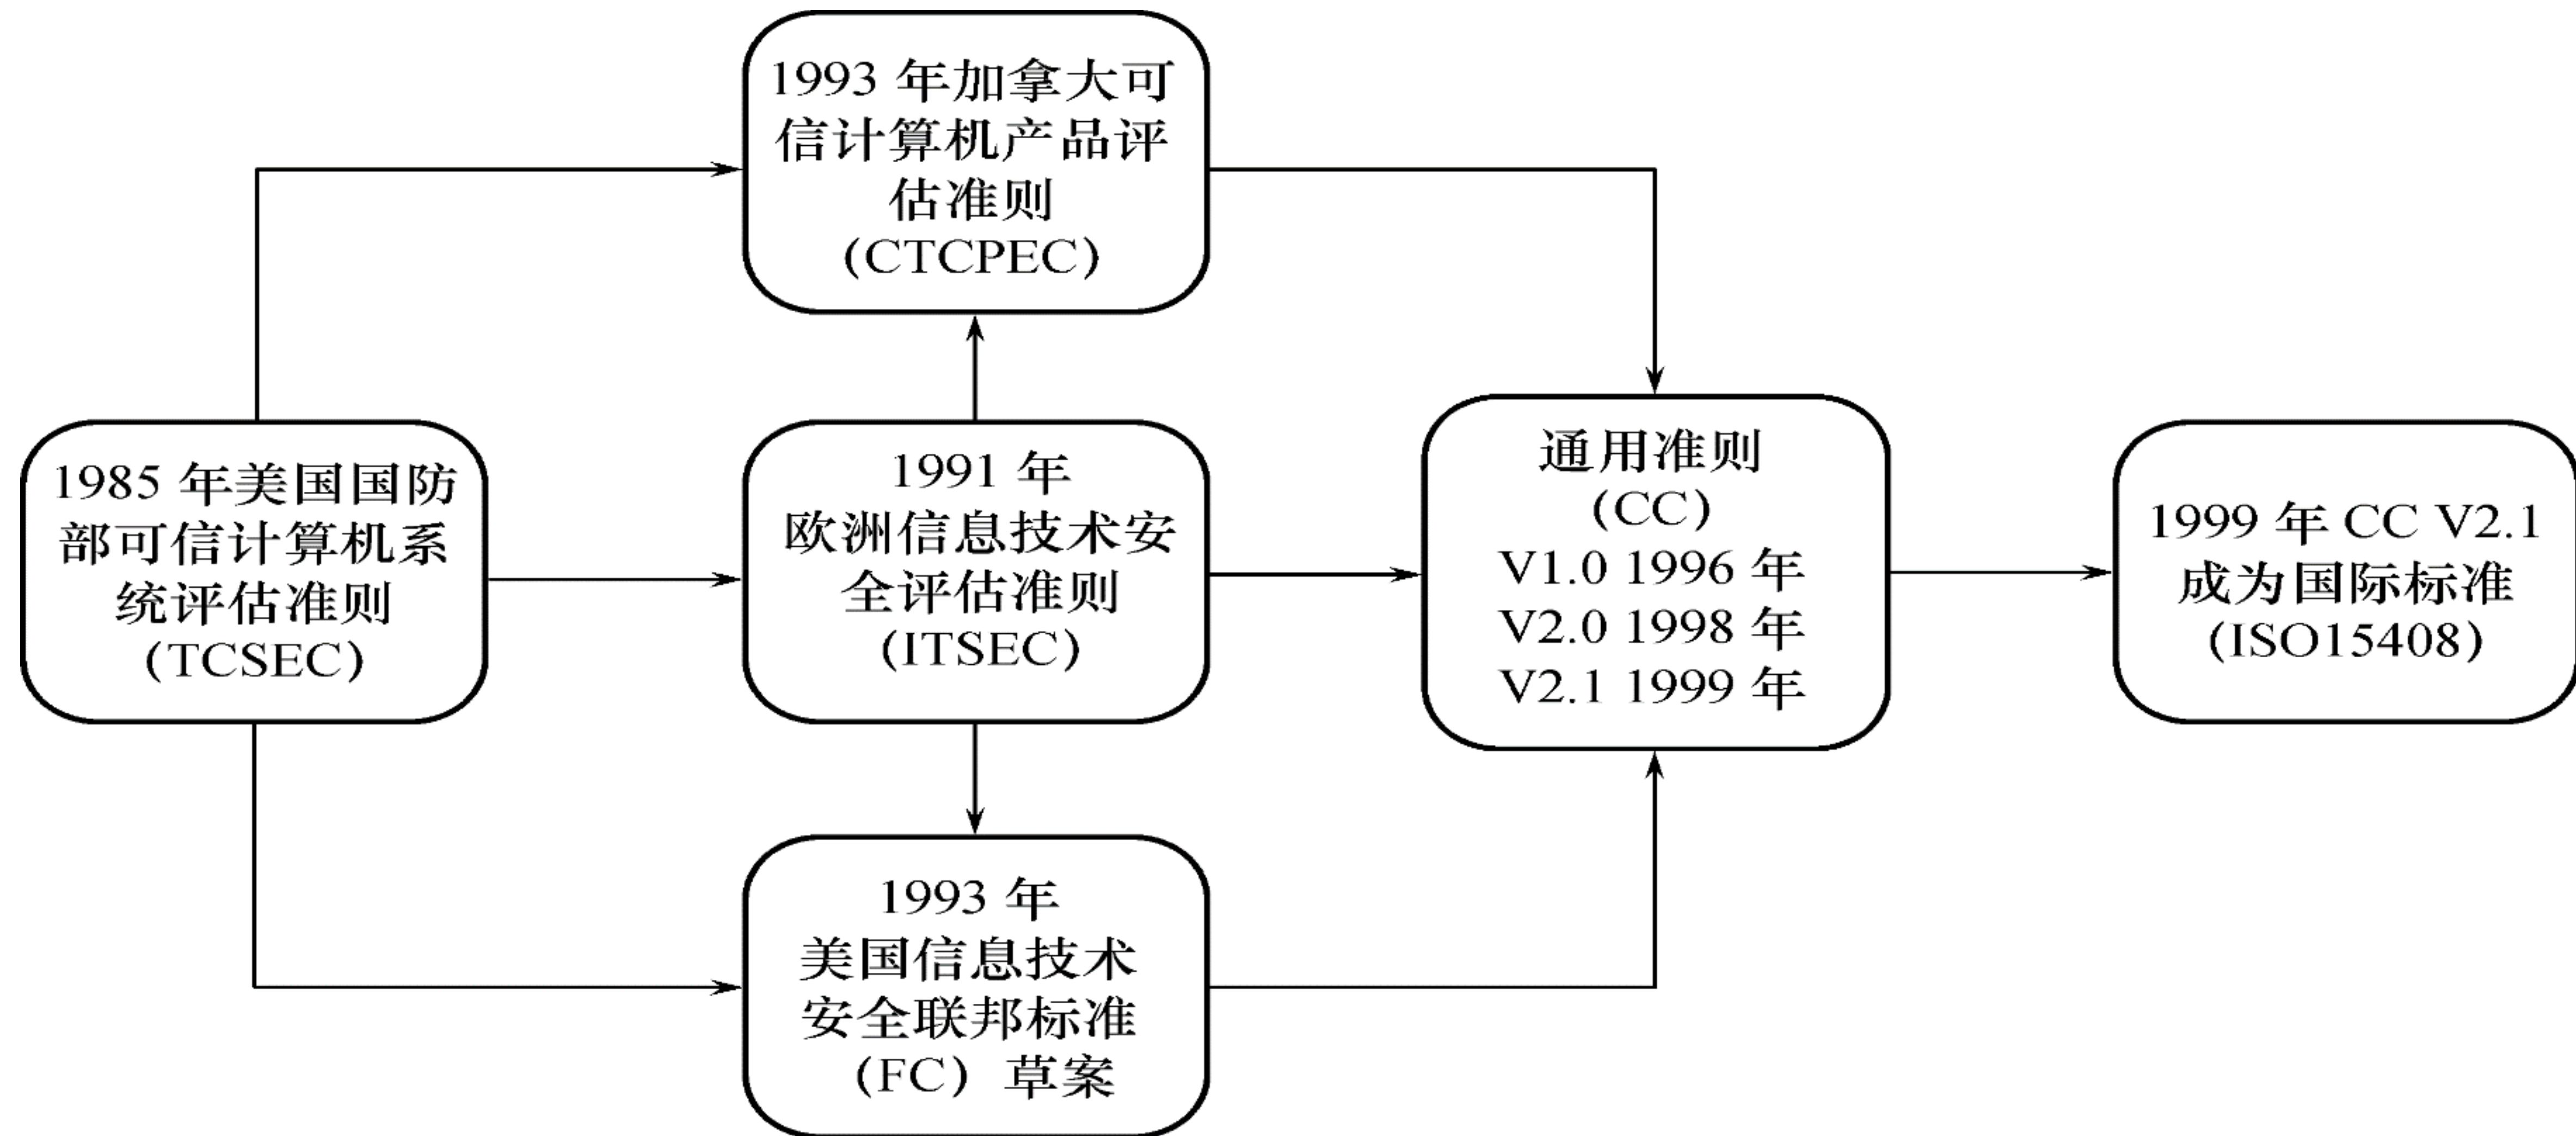 1993 年加拿大可
信计算机产品评
估准则
(CTCPEC)
1985 年美国国防
部可信计算机系
统评估准则
(TCSEC)
1991 年
欧洲信息技术安
全评估准则
(ITSEC)
1993 年
美国信息技术
安全联邦标准
(FC) 草案
通用准则
(CC)
V1.0 1996 年
V2.0 1998 年
V2.1 1999 年
1999 年 CC V2.1
成为国际标准
(ISO15408)